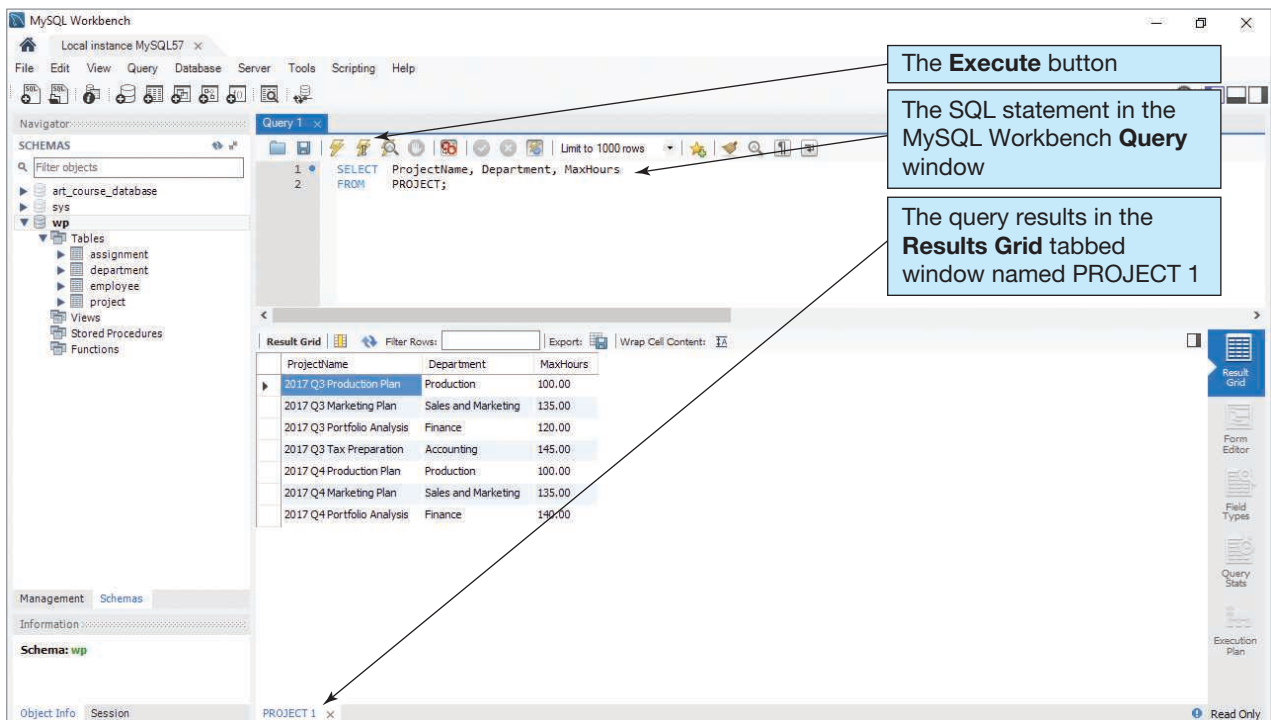 MySQL Workbench
Local instance MySQL57
File Edit View Query Database Server Tools Scripting Help
The Execute button
The SQL statement in the
MySQL Workbench Query
window
The query results in the
Results Grid tabbed
window named PROJECT 1
Navigator
SCHEMAS
Filter objects
art_course_database
sys
wp
Tables
assignment
department
employee
project
Views
Stored Procedures
Functions
Management Schemas
Information
Schema: wp
Object Info Session
Query 1
Limit to 1000 rows
1 SELECT ProjectName, Department, MaxHours
2 FROM PROJECT;
Result Grid Filter Rows: Export: Wrap Cell Content:
ProjectName Department MaxHours
2017 Q3 Production Plan Production 100.00
2017 Q3 Marketing Plan Sales and Marketing 135.00
2017 Q3 Portfolio Analysis Finance 120.00
2017 Q3 Tax Preparation Accounting 145.00
2017 Q4 Production Plan Production 100.00
2017 Q4 Marketing Plan Sales and Marketing 135.00
2017 Q4 Portfolio Analysis Finance 140.00
Result
Grid
Form
Editor
Field
Types
Query
Stats
Execution
Plan
PROJECT 1
Read Only